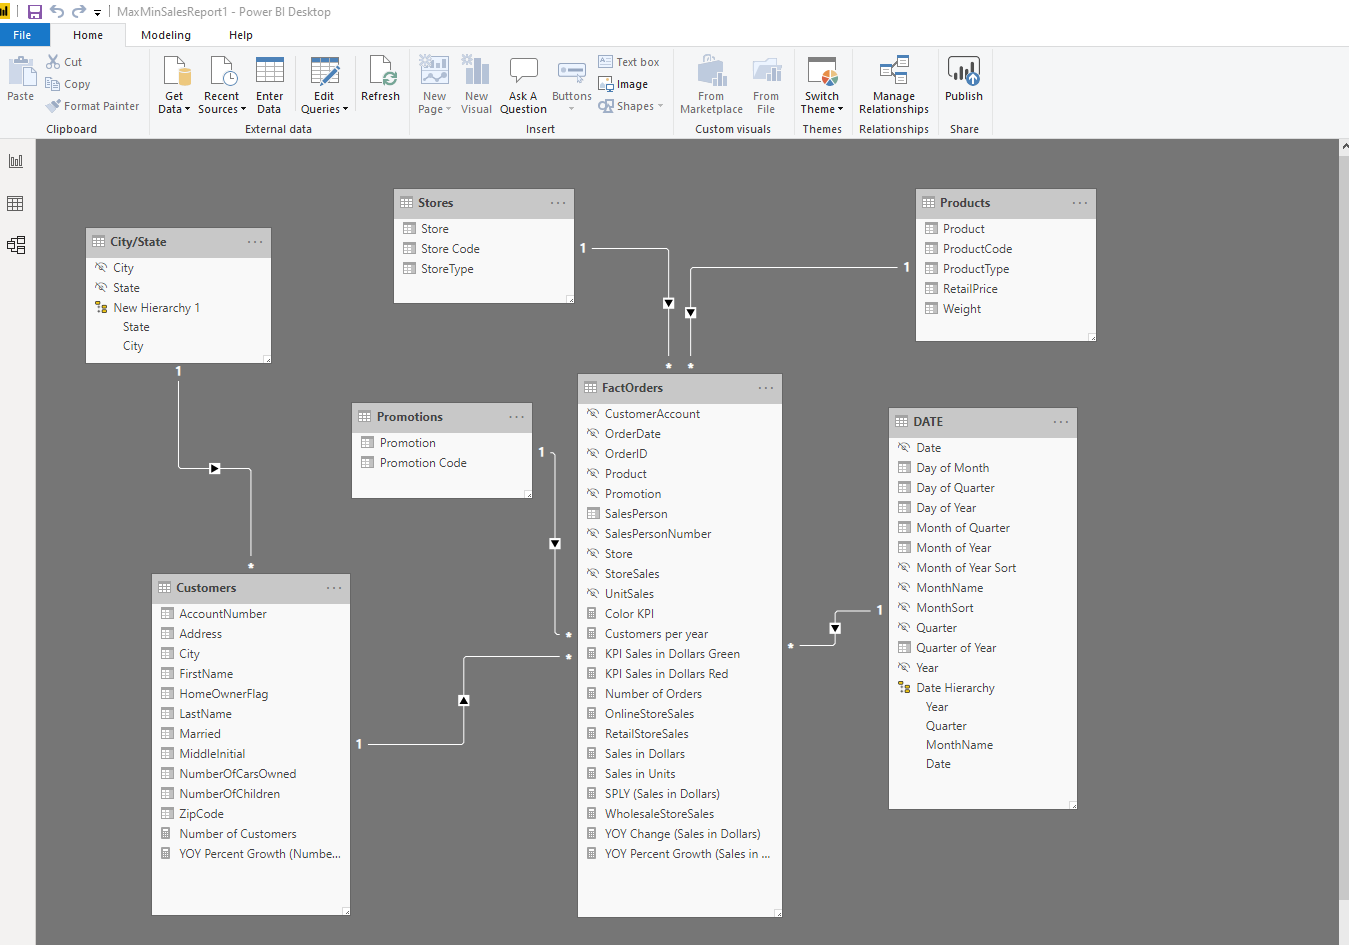 MaxMinSalesReport1 - Power BI Desktop
File Home Modeling Help
Paste
Cut
Copy
Format Painter
Clipboard
Get Data
Recent Sources
Enter Data
Edit Queries
External data
Refresh
New Page
New Visual
Ask A Question
Buttons
Text box
Image
Shapes
Insert
From Marketplace
From File
Custom visuals
Switch Theme
Themes
Manage Relationships
Relationships
Publish
Share
City/State
City
State
New Hierarchy 1
State
City
1
*
Stores
Store
Store Code
StoreType
1
*
Products
Product
ProductCode
ProductType
RetailPrice
Weight
1
*
Promotions
Promotion
Promotion Code
1
*
Customers
AccountNumber
Address
City
FirstName
HomeOwnerFlag
LastName
Married
MiddleInitial
NumberOfCarsOwned
NumberOfChildren
ZipCode
Number of Customers
YOY Percent Growth (Numbe...
1
*
FactOrders
CustomerAccount
OrderDate
OrderID
Product
Promotion
SalesPerson
SalesPersonNumber
Store
StoreSales
UnitSales
Color KPI
Customers per year
KPI Sales in Dollars Green
KPI Sales in Dollars Red
Number of Orders
OnlineStoreSales
RetailStoreSales
Sales in Dollars
Sales in Units
SPLY (Sales in Dollars)
WholesaleStoreSales
YOY Change (Sales in Dollars)
YOY Percent Growth (Sales in ...
*
1
DATE
Date
Day of Month
Day of Quarter
Day of Year
Month of Quarter
Month of Year
Month of Year Sort
MonthName
MonthSort
Quarter
Quarter of Year
Year
Date Hierarchy
Year
Quarter
MonthName
Date